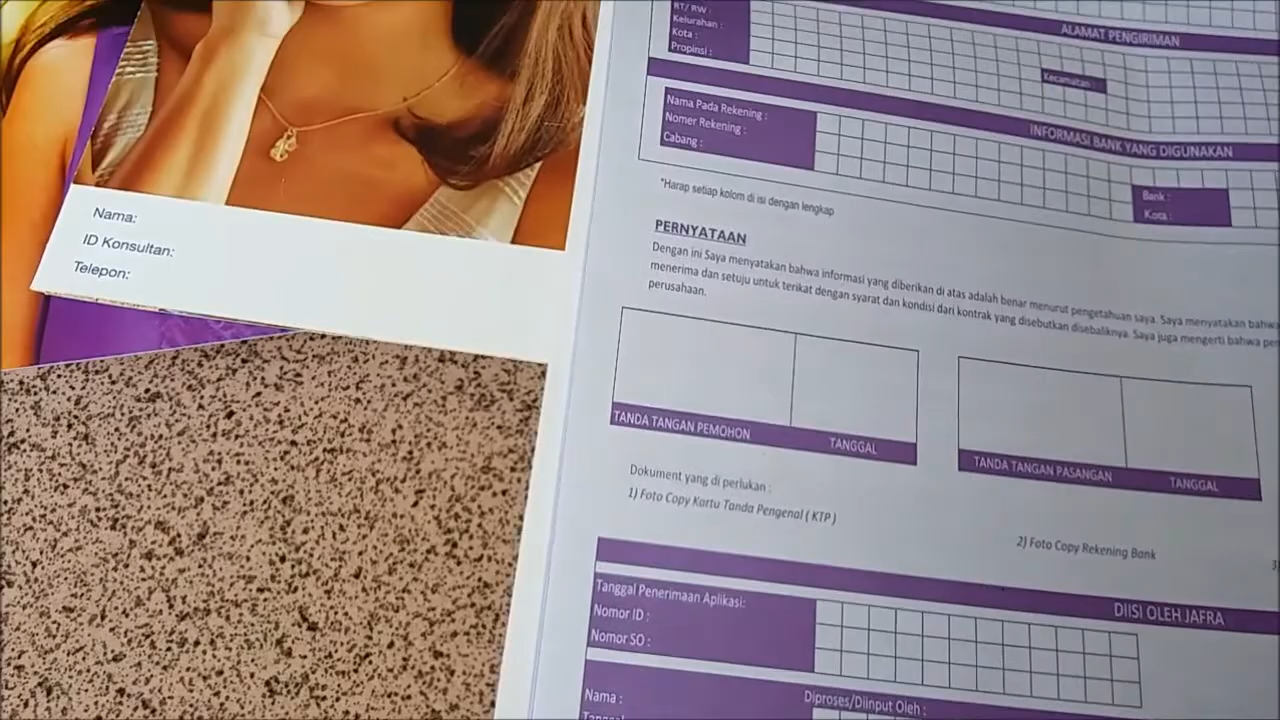 Nama:
ID Konsultan:
Telepon:
RT/ RW :
Kelurahan :
Kota :
Propinsi :
ALAMAT PENGIRIMAN
Kecamatan :
INFORMASI BANK YANG DIGUNAKAN
Nama Pada Rekening :
Nomer Rekening :
Cabang :
Bank :
Kota :
*Harap setiap kolom di isi dengan lengkap
PERNYATAAN
Dengan ini Saya menyatakan bahwa informasi yang diberikan di atas adalah benar menurut pengetahuan saya. Saya menyatakan bahwa
menerima dan setuju untuk terikat dengan syarat dan kondisi dari kontrak yang disebutkan disebaliknya. Saya juga mengerti bahwa
perusahaan.
TANDA TANGAN PEMOHON TANGGAL
TANDA TANGAN PASANGAN TANGGAL
Dokument yang di perlukan :
1) Foto Copy Kartu Tanda Pengenal ( KTP )
2) Foto Copy Rekening Bank
DIISI OLEH JAFRA
Tanggal Penerimaan Aplikasi:
Nomor ID :
Nomor SO :
Nama :
Diproses/Diinput Oleh :